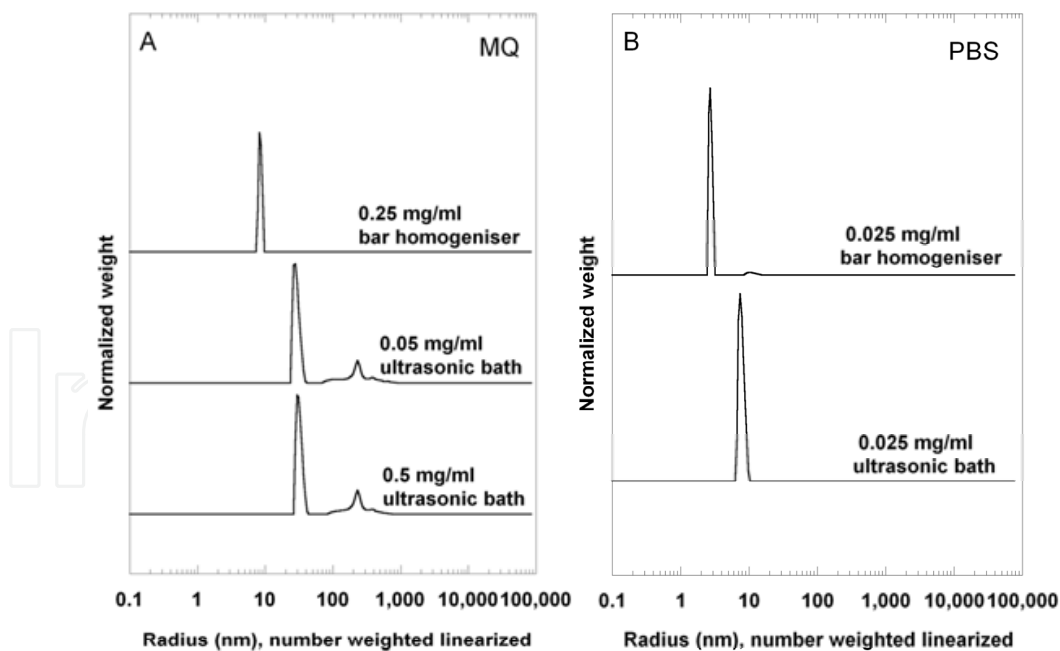 A
MQ
0.25 mg/ml
bar homogeniser
0.05 mg/ml
ultrasonic bath
0.5 mg/ml
ultrasonic bath
Normalized weight
0.1 1 10 100 1,000 10,000 100,000
Radius (nm), number weighted linearized
B
PBS
0.025 mg/ml
bar homogeniser
0.025 mg/ml
ultrasonic bath
Normalized weight
0.1 1 10 100 1,000 10,000 100,000
Radius (nm), number weighted linearized